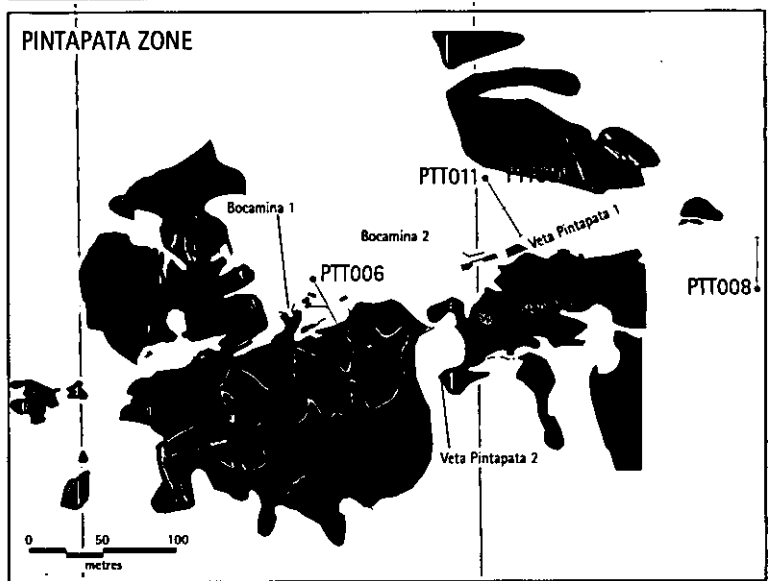 PINTAPATA ZONE
PTT011
Bocamina 1
Bocamina 2
Veta Pintapata 1
PTT006
PTT008
Veta Pintapata 2
0 50 100
metres